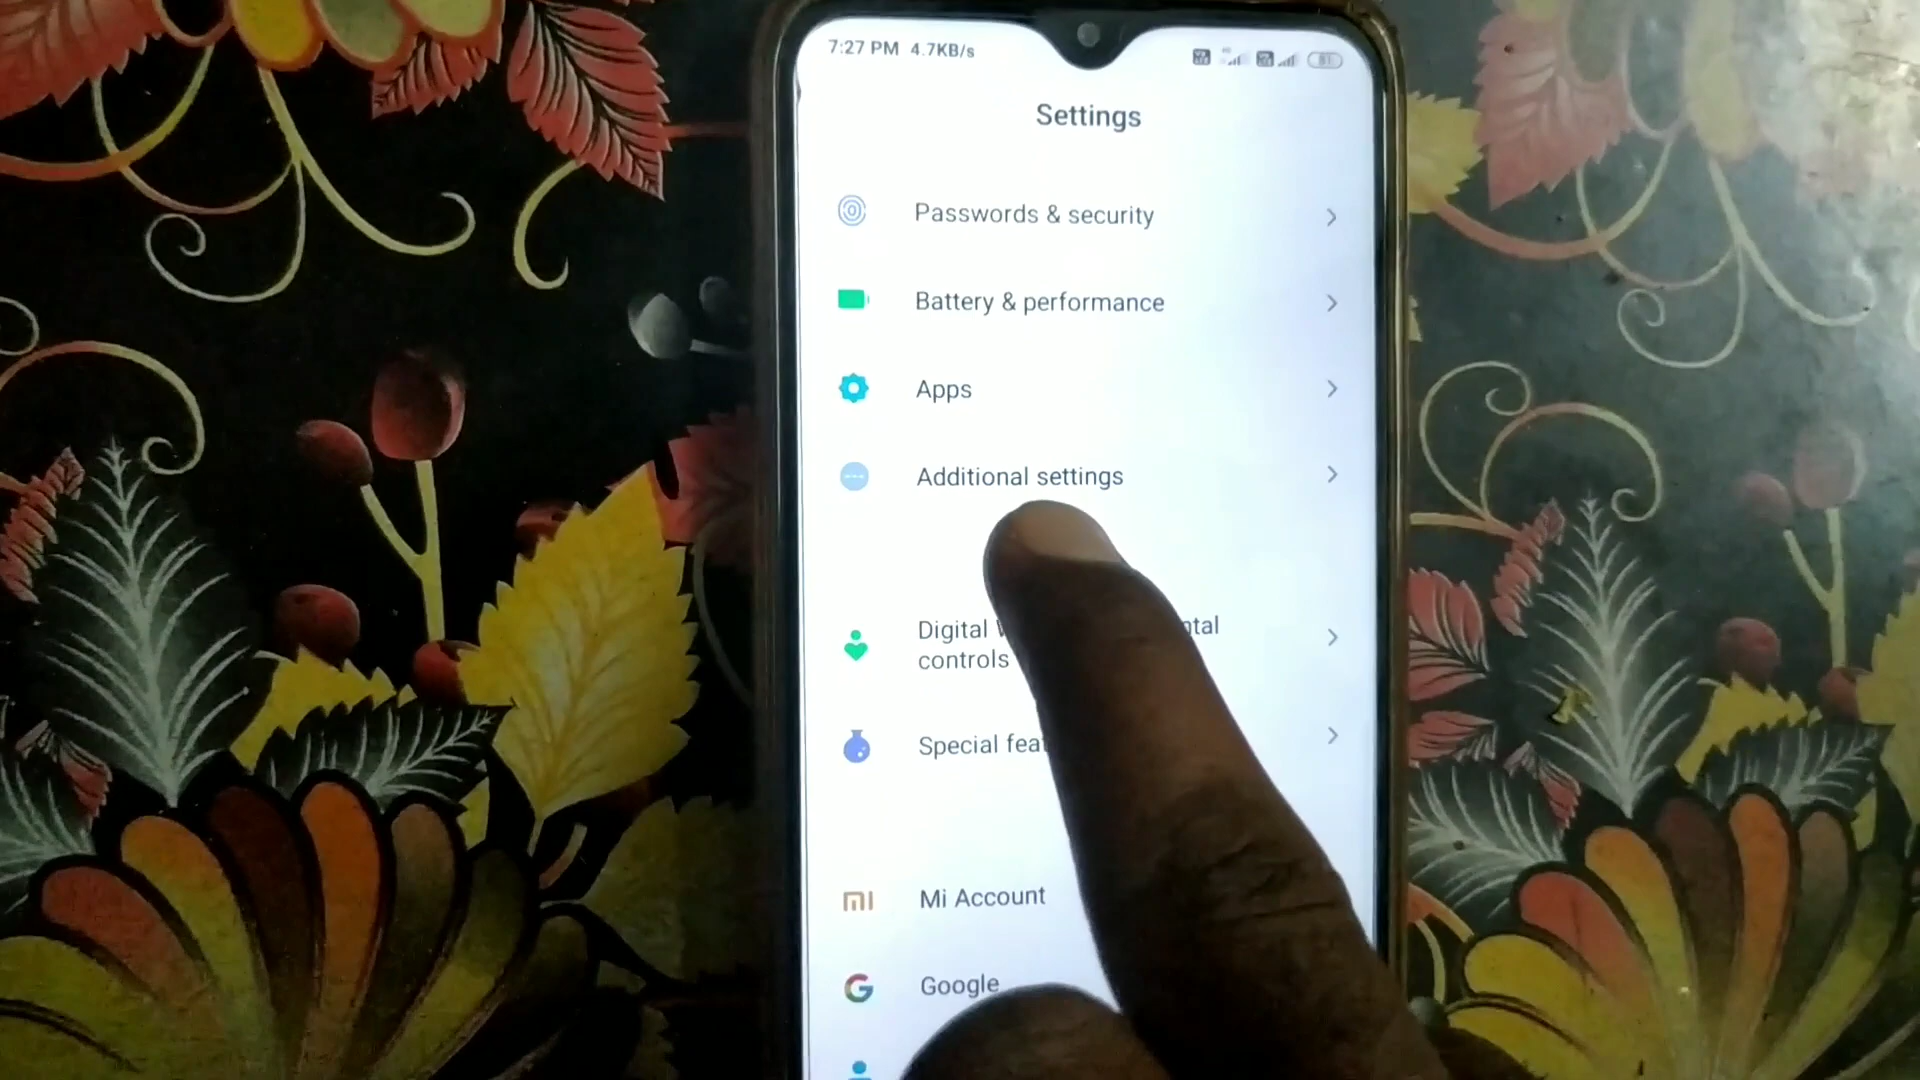 7:27 PM 4.7KB/s 81
Settings
Passwords & security
Battery & performance
Apps
Additional settings
Digital
controls
Special
Mi Account
Google